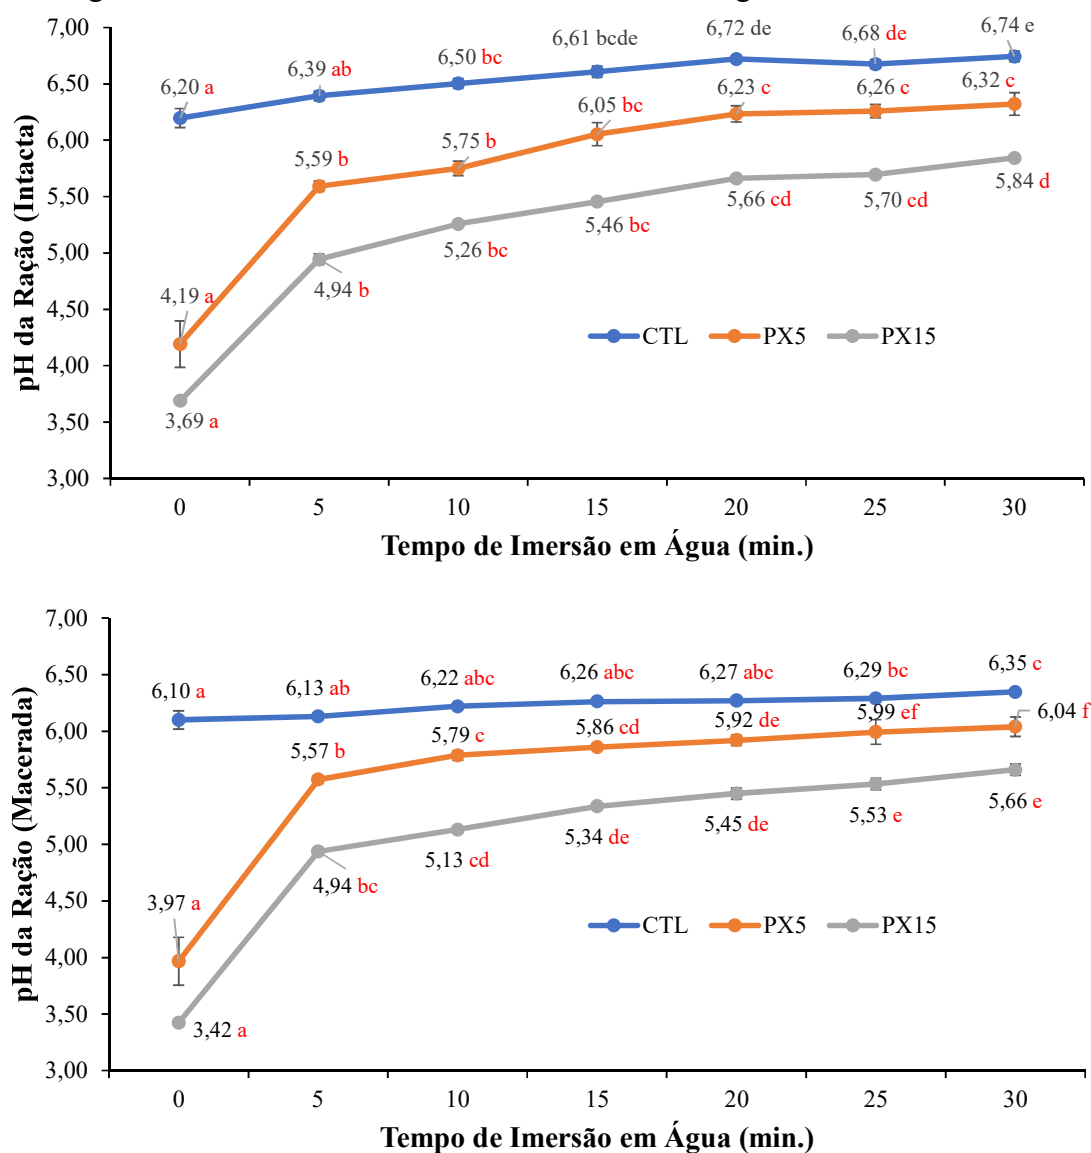 7,00
6,50
6,00
5,50
5,00
4,50
4,00
3,50
3,00
pH da Ração (Intacta)
6,20 a
6,39 ab
6,50 bc
6,61 bcde
6,72 de
6,68 de
6,74 e
4,19 a
5,59 b
5,75 b
6,05 bc
6,23 c
6,26 c
6,32 c
3,69 a
4,94 b
5,26 bc
5,46 bc
5,66 cd
5,70 cd
5,84 d
CTL PX5 PX15
0 5 10 15 20 25 30
Tempo de Imersão em Água (min.)
7,00
6,50
6,00
5,50
5,00
4,50
4,00
3,50
3,00
pH da Ração (Macerada)
6,10 a
6,13 ab
6,22 abc
6,26 abc
6,27 abc
6,29 bc
6,35 c
3,97 a
5,57 b
5,79 c
5,86 cd
5,92 de
5,99 ef
6,04 f
3,42 a
4,94 bc
5,13 cd
5,34 de
5,45 de
5,53 e
5,66 e
CTL PX5 PX15
0 5 10 15 20 25 30
Tempo de Imersão em Água (min.)